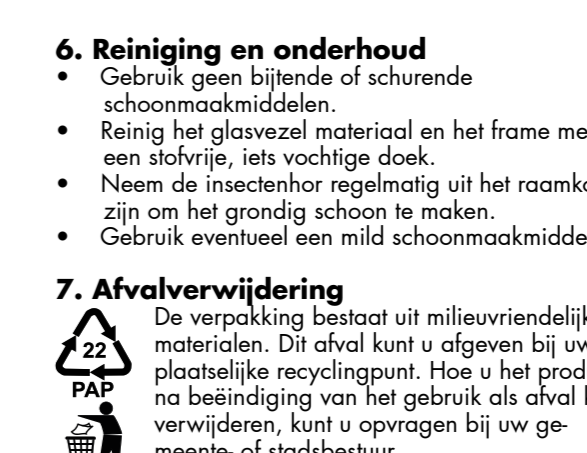 6. Reiniging en onderhoud
• Gebruik geen bijtende of schurende
schoonmaakmiddelen.
• Reinig het glasvezel materiaal en het frame me
een stofvrije, iets vochtige doek.
• Neem de insectenhor regelmatig uit het raamko
zijn om het grondig schoon te maken.
• Gebruik eventueel een mild schoonmaakmidde
7. Afvalverwijdering
De verpakking bestaat uit milieuvriendelijk
materialen. Dit afval kunt u afgeven bij uw
plaatselijke recyclingpunt. Hoe u het prod
na beëindiging van het gebruik als afval
verwijderen, kunt u opvragen bij uw ge-
meente- of stadsbestuur.
22
PAP